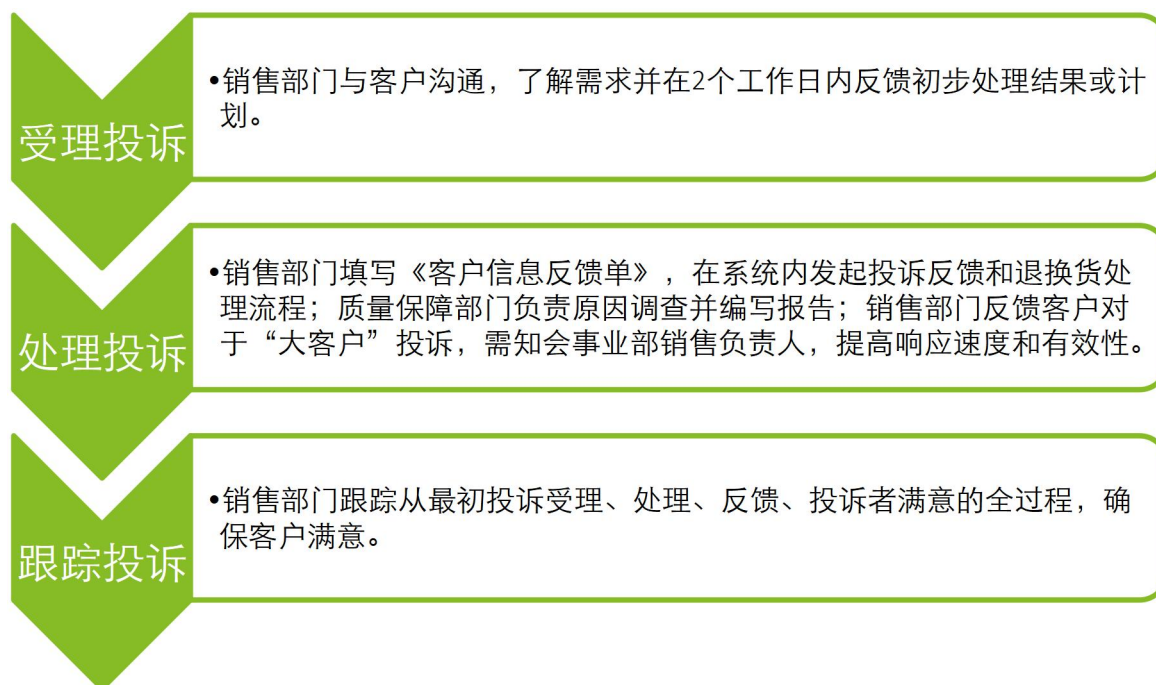 受理投诉
•销售部门与客户沟通，了解需求并在2个工作日内反馈初步处理结果或计
划。
处理投诉
•销售部门填写《客户信息反馈单》，在系统内发起投诉反馈和退换货处
理流程；质量保障部门负责原因调查并编写报告；销售部门反馈客户对
于“大客户”投诉，需知会事业部销售负责人，提高响应速度和有效性。
跟踪投诉
•销售部门跟踪从最初投诉受理、处理、反馈、投诉者满意的全过程，确
保客户满意。